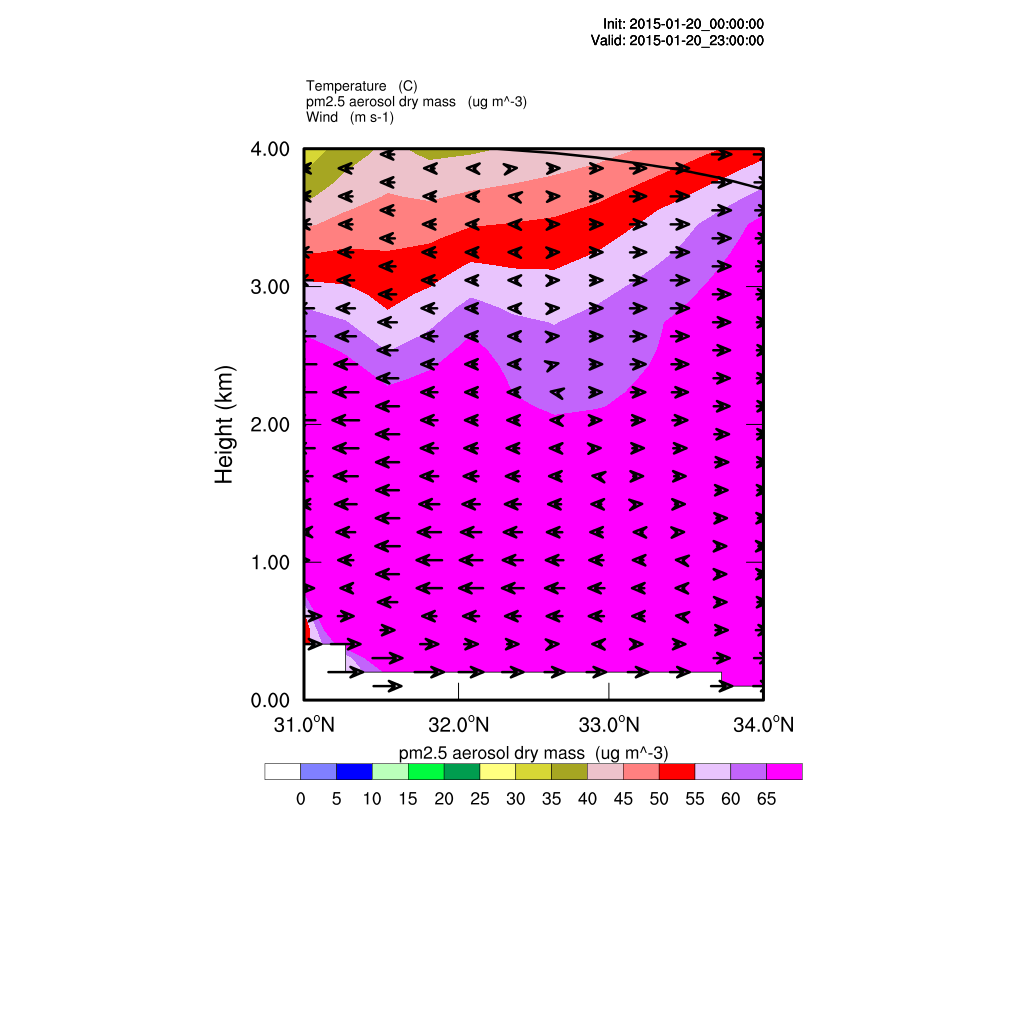 Init: 2015-01-20_00:00:00
Valid: 2015-01-20_23:00:00
Temperature (C)
pm2.5 aerosol dry mass (ug m^-3)
Wind (m s-1)
4.00
3.00
2.00
1.00
0.00
Height (km)
31.0°N 32.0°N 33.0°N 34.0°N
pm2.5 aerosol dry mass (ug m^-3)
0 5 10 15 20 25 30 35 40 45 50 55 60 65